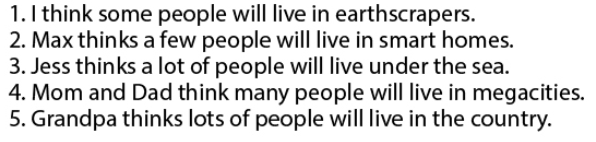 1. I think some people will live in earthscrapers.
2. Max thinks a few people will live in smart homes.
3. Jess thinks a lot of people will live under the sea.
4. Mom and Dad think many people will live in megacities.
5. Grandpa thinks lots of people will live in the country.